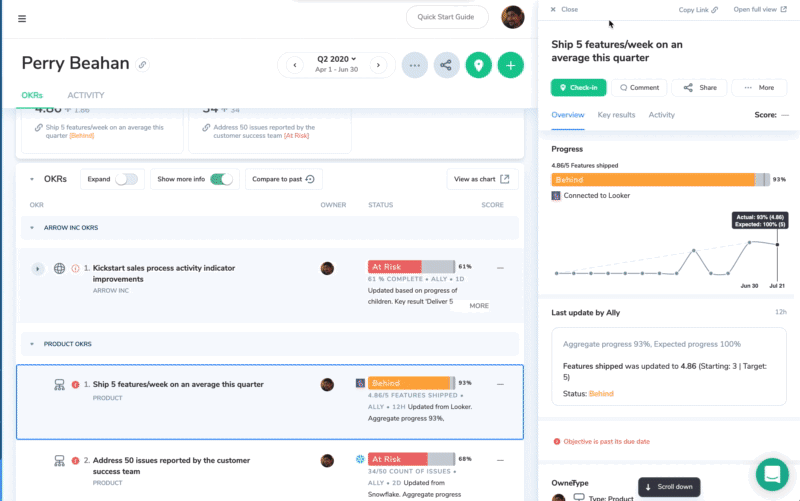 Quick Start Guide
Perry Beahan
Q2 2020
Apr 1 - Jun 30
OKRs
ACTIVITY
4.86 + 1.86
Ship 5 features/week on an average this
quarter [Behind]
34 + 34
Address 50 issues reported by the
customer success team [At Risk]
OKRs
Expand
Show more info
Compare to past
View as chart
OKR
OWNER
STATUS
SCORE
ARROW INC OKRS
1. Kickstart sales process activity indicator
improvements
ARROW INC
At Risk
61%
61 % COMPLETE • ALLY • 1D
Updated based on progress of
children. Key result 'Deliver 5
MORE
—
PRODUCT OKRS
1. Ship 5 features/week on an average this quarter
PRODUCT
Behind
93%
4.86/5 FEATURES SHIPPED •
ALLY • 12H Updated from Looker.
Aggregate progress 93%,
—
2. Address 50 issues reported by the customer
success team
PRODUCT
At Risk
68%
34/50 COUNT OF ISSUES •
ALLY • 2D Updated from
Snowflake. Aggregate progress
—
Close
Copy Link
Open full view
Ship 5 features/week on an
average this quarter
Check-in
Comment
Share
More
Overview
Key results
Activity
Score: —
Progress
4.86/5 Features shipped
Behind
93%
Connected to Looker
Actual: 93% (4.86)
Expected: 100% (5)
Jun 30
Jul 21
Last update by Ally
12h
Aggregate progress 93%, Expected progress 100%
Features shipped was updated to 4.86 (Starting: 3 | Target:
5)
Status: Behind
Objective is past its due date
Owner
Type
Type: Product
Scroll down